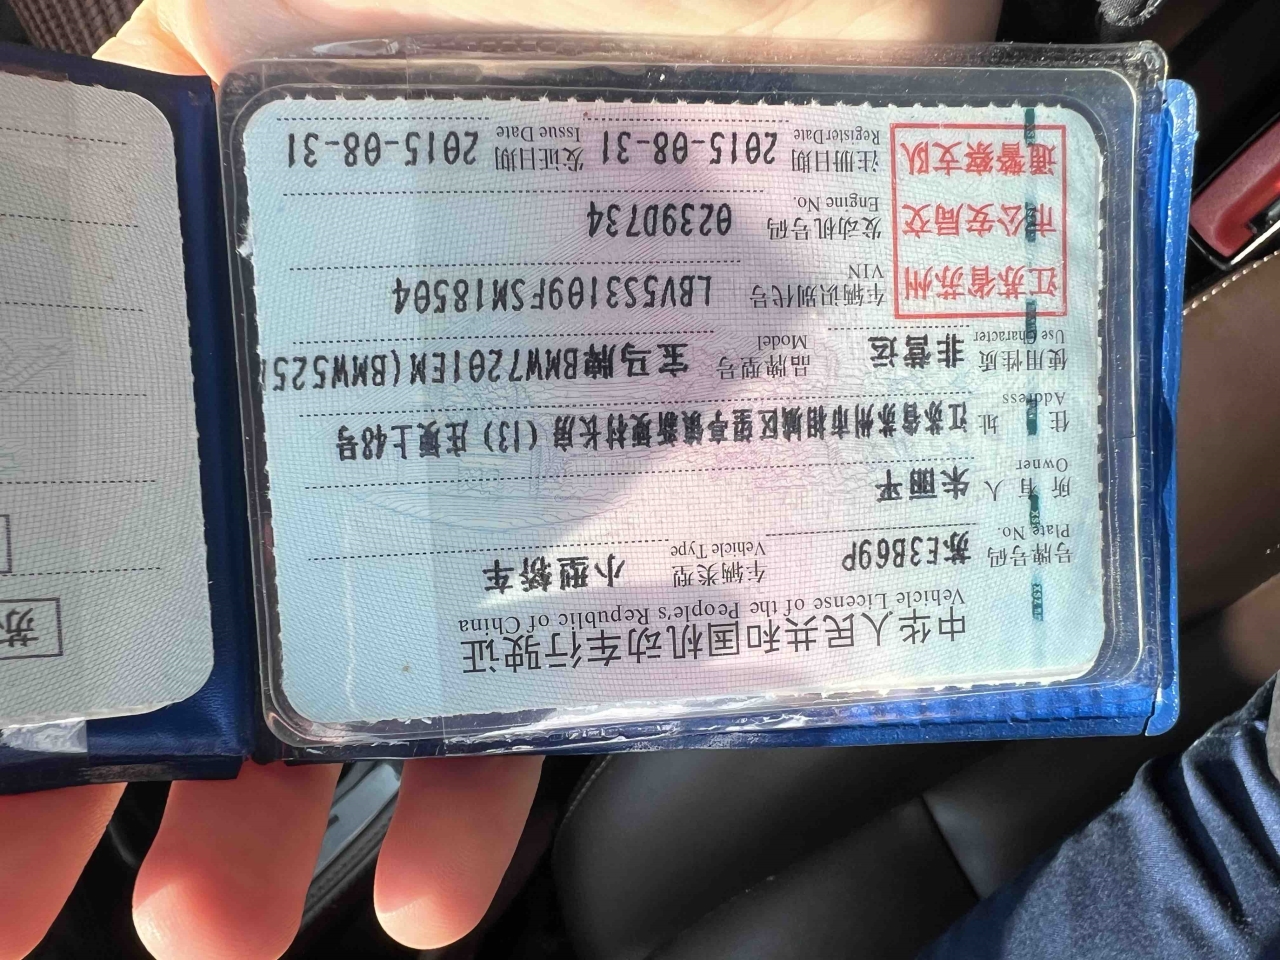 中华人民共和国机动车行驶证
Vehicle License of the People's Republic of China
号牌号码 Plate No. 苏E3B69P 车辆类型 Vehicle Type 小型轿车
所有人 Owner 朱丽平
住址 Address 江苏省苏州市相城区望亭镇新埂村长房(13)庄埂上48号
使用性质 Use Character 非营运 品牌型号 Model 宝马牌BMW7201EM(BMW525
江苏省苏州
市公安局交
通警察支队
车辆识别代号 VIN LBV5S3109FSM18504
发动机号码 Engine No. 0239D734
注册日期 Register Date 2015-08-31 发证日期 Issue Date 2015-08-31
苏